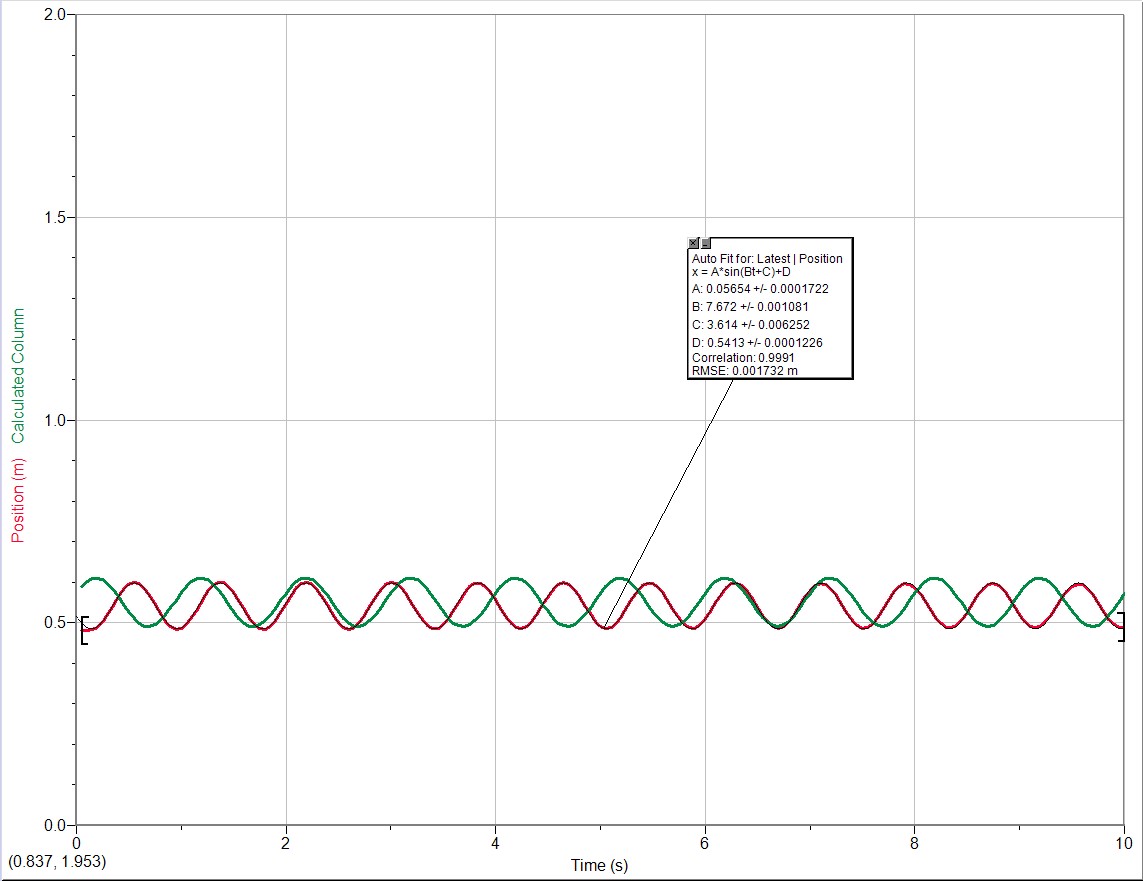 2.0
1.5
1.0
0.5
0.0
Position (m) Calculated Column
Auto Fit for: Latest | Position
x = A*sin(Bt+C)+D
A: 0.05654 +/- 0.0001722
B: 7.672 +/- 0.001081
C: 3.614 +/- 0.006252
D: 0.5413 +/- 0.0001226
Correlation: 0.9991
RMSE: 0.001732 m
0 2 4 6 8 10
(0.837, 1.953)
Time (s)